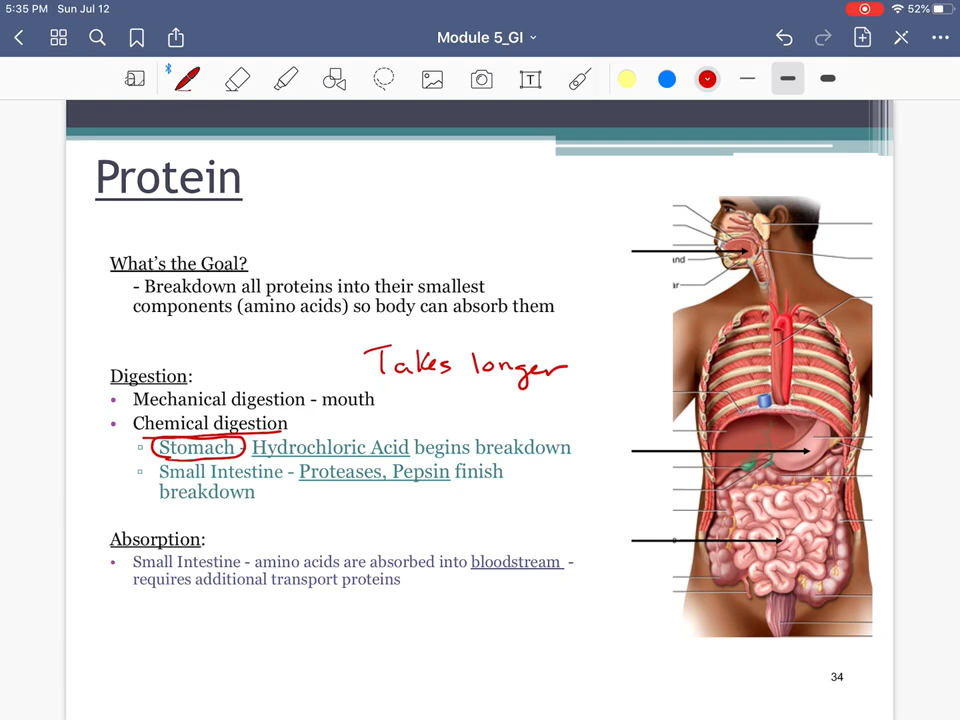 5:35 PM Sun Jul 12
52%
Module 5_GI
T
Protein
What's the Goal?
- Breakdown all proteins into their smallest
components (amino acids) so body can absorb them
Takes longer
Digestion:
• Mechanical digestion - mouth
• Chemical digestion
▫ Stomach - Hydrochloric Acid begins breakdown
▫ Small Intestine - Proteases, Pepsin finish
breakdown
Absorption:
• Small Intestine - amino acids are absorbed into bloodstream -
requires additional transport proteins
and
ar
34